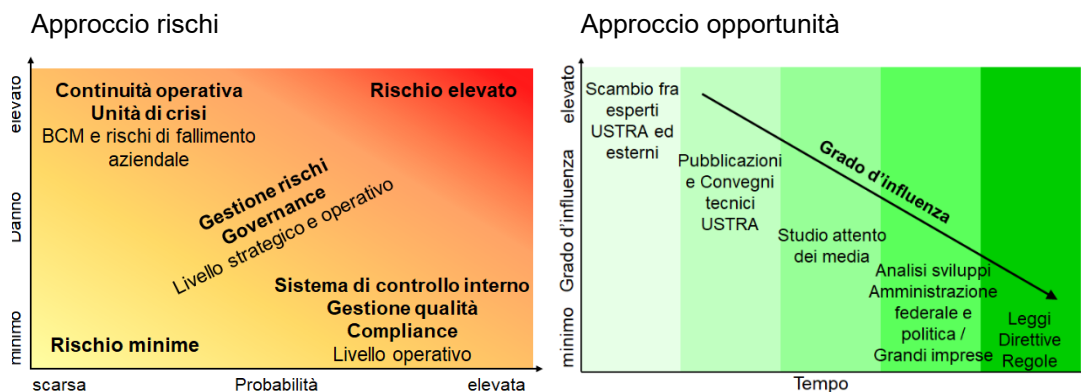 Approccio rischi
elevato
Danno
minimo
Continuità operativa
Unità di crisi
BCM e rischi di fallimento
aziendale
Rischio elevato
Gestione rischi
Governance
Livello strategico e operativo
Sistema di controllo interno
Gestione qualità
Compliance
Livello operativo
Rischio minime
scarsa
Probabilità
elevata
Approccio opportunità
elevato
Grado d'influenza
minimo
Scambio fra
esperti
USTRA ed
esterni
Pubblicazioni
e Convegni
tecnici
USTRA
Grado d'influenza
Studio attento
dei media
Analisi sviluppi
Amministrazione
federale e
politica /
Grandi imprese
Leggi
Direttive
Regole
Tempo